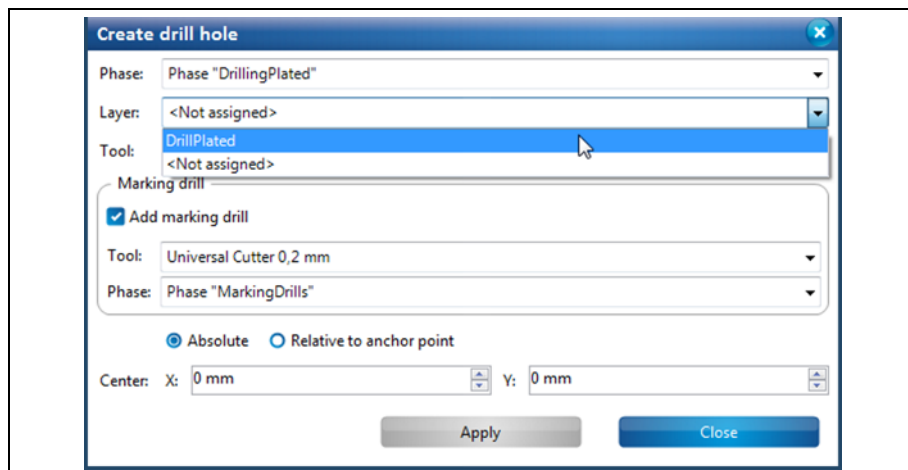 Create drill hole
Phase: Phase "DrillingPlated"
Layer: <Not assigned>
DrillPlated
Tool:
<Not assigned>
Marking drill
Add marking drill
Tool: Universal Cutter 0,2 mm
Phase: Phase "MarkingDrills"
Absolute Relative to anchor point
Center: X: 0 mm Y: 0 mm
Apply Close